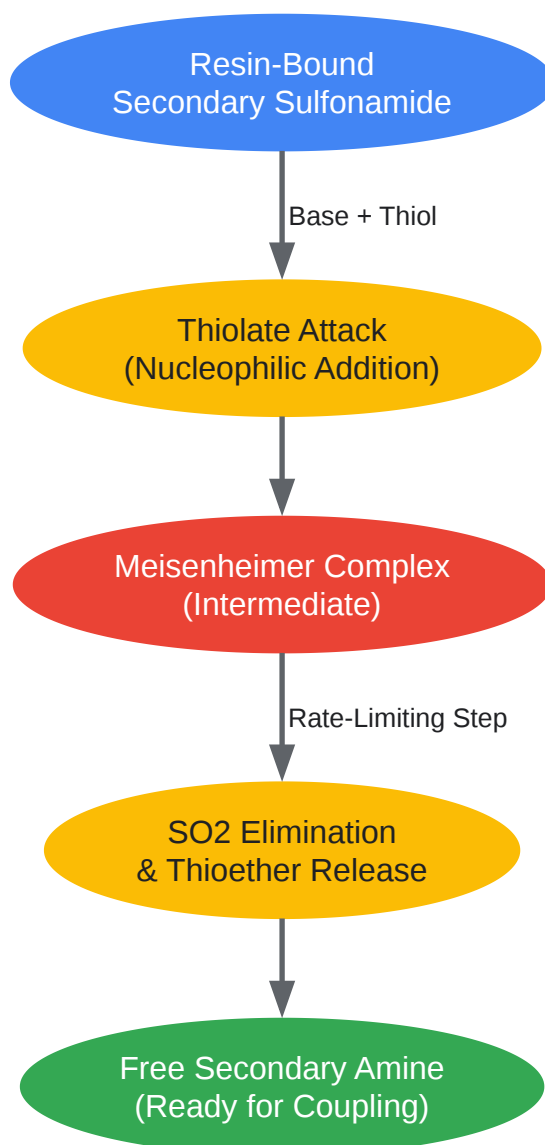 Resin-Bound
Secondary Sulfonamide
Base + Thiol
Thiolate Attack
(Nucleophilic Addition)
Meisenheimer Complex
(Intermediate)
Rate-Limiting Step
SO2 Elimination
& Thioether Release
Free Secondary Amine
(Ready for Coupling)